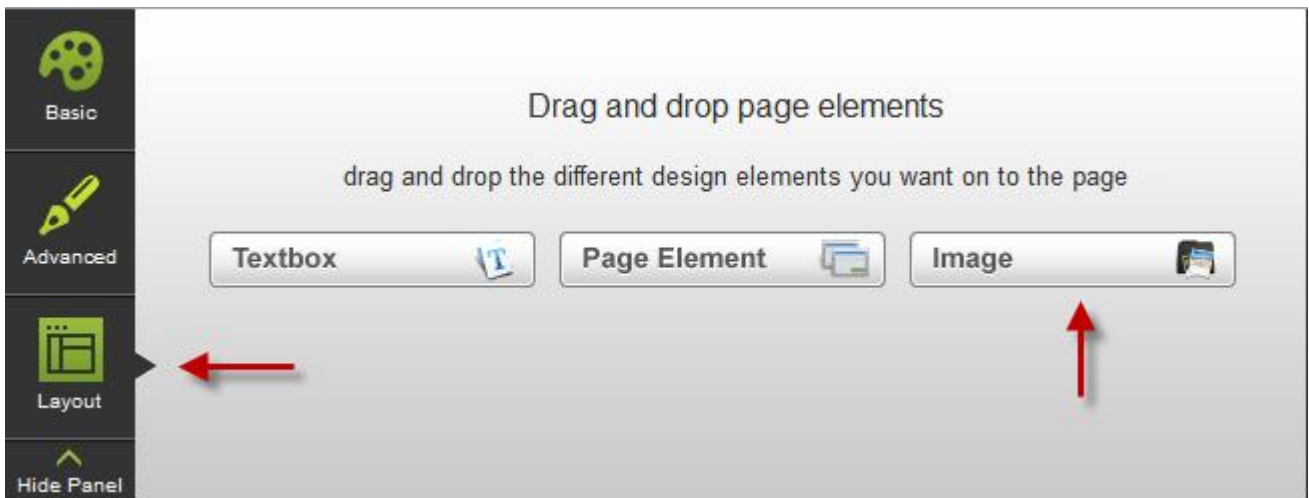 Basic
Advanced
Layout
Hide Panel
Drag and drop page elements
drag and drop the different design elements you want on to the page
Textbox
T
Page Element
Image